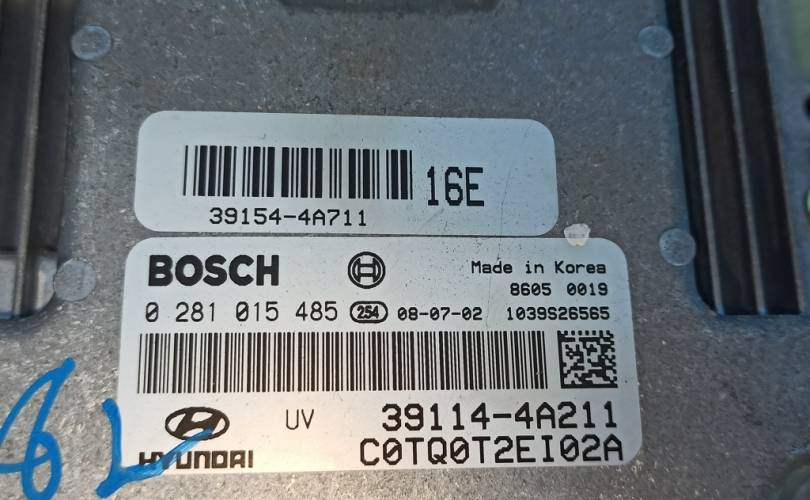 16E
39154-4A711
BOSCH
Made in Korea
8605 0019
0 281 015 485 254 08-07-02 1039S26565
UV 39114-4A211
HYUNDAI C0TQ0T2EI02A